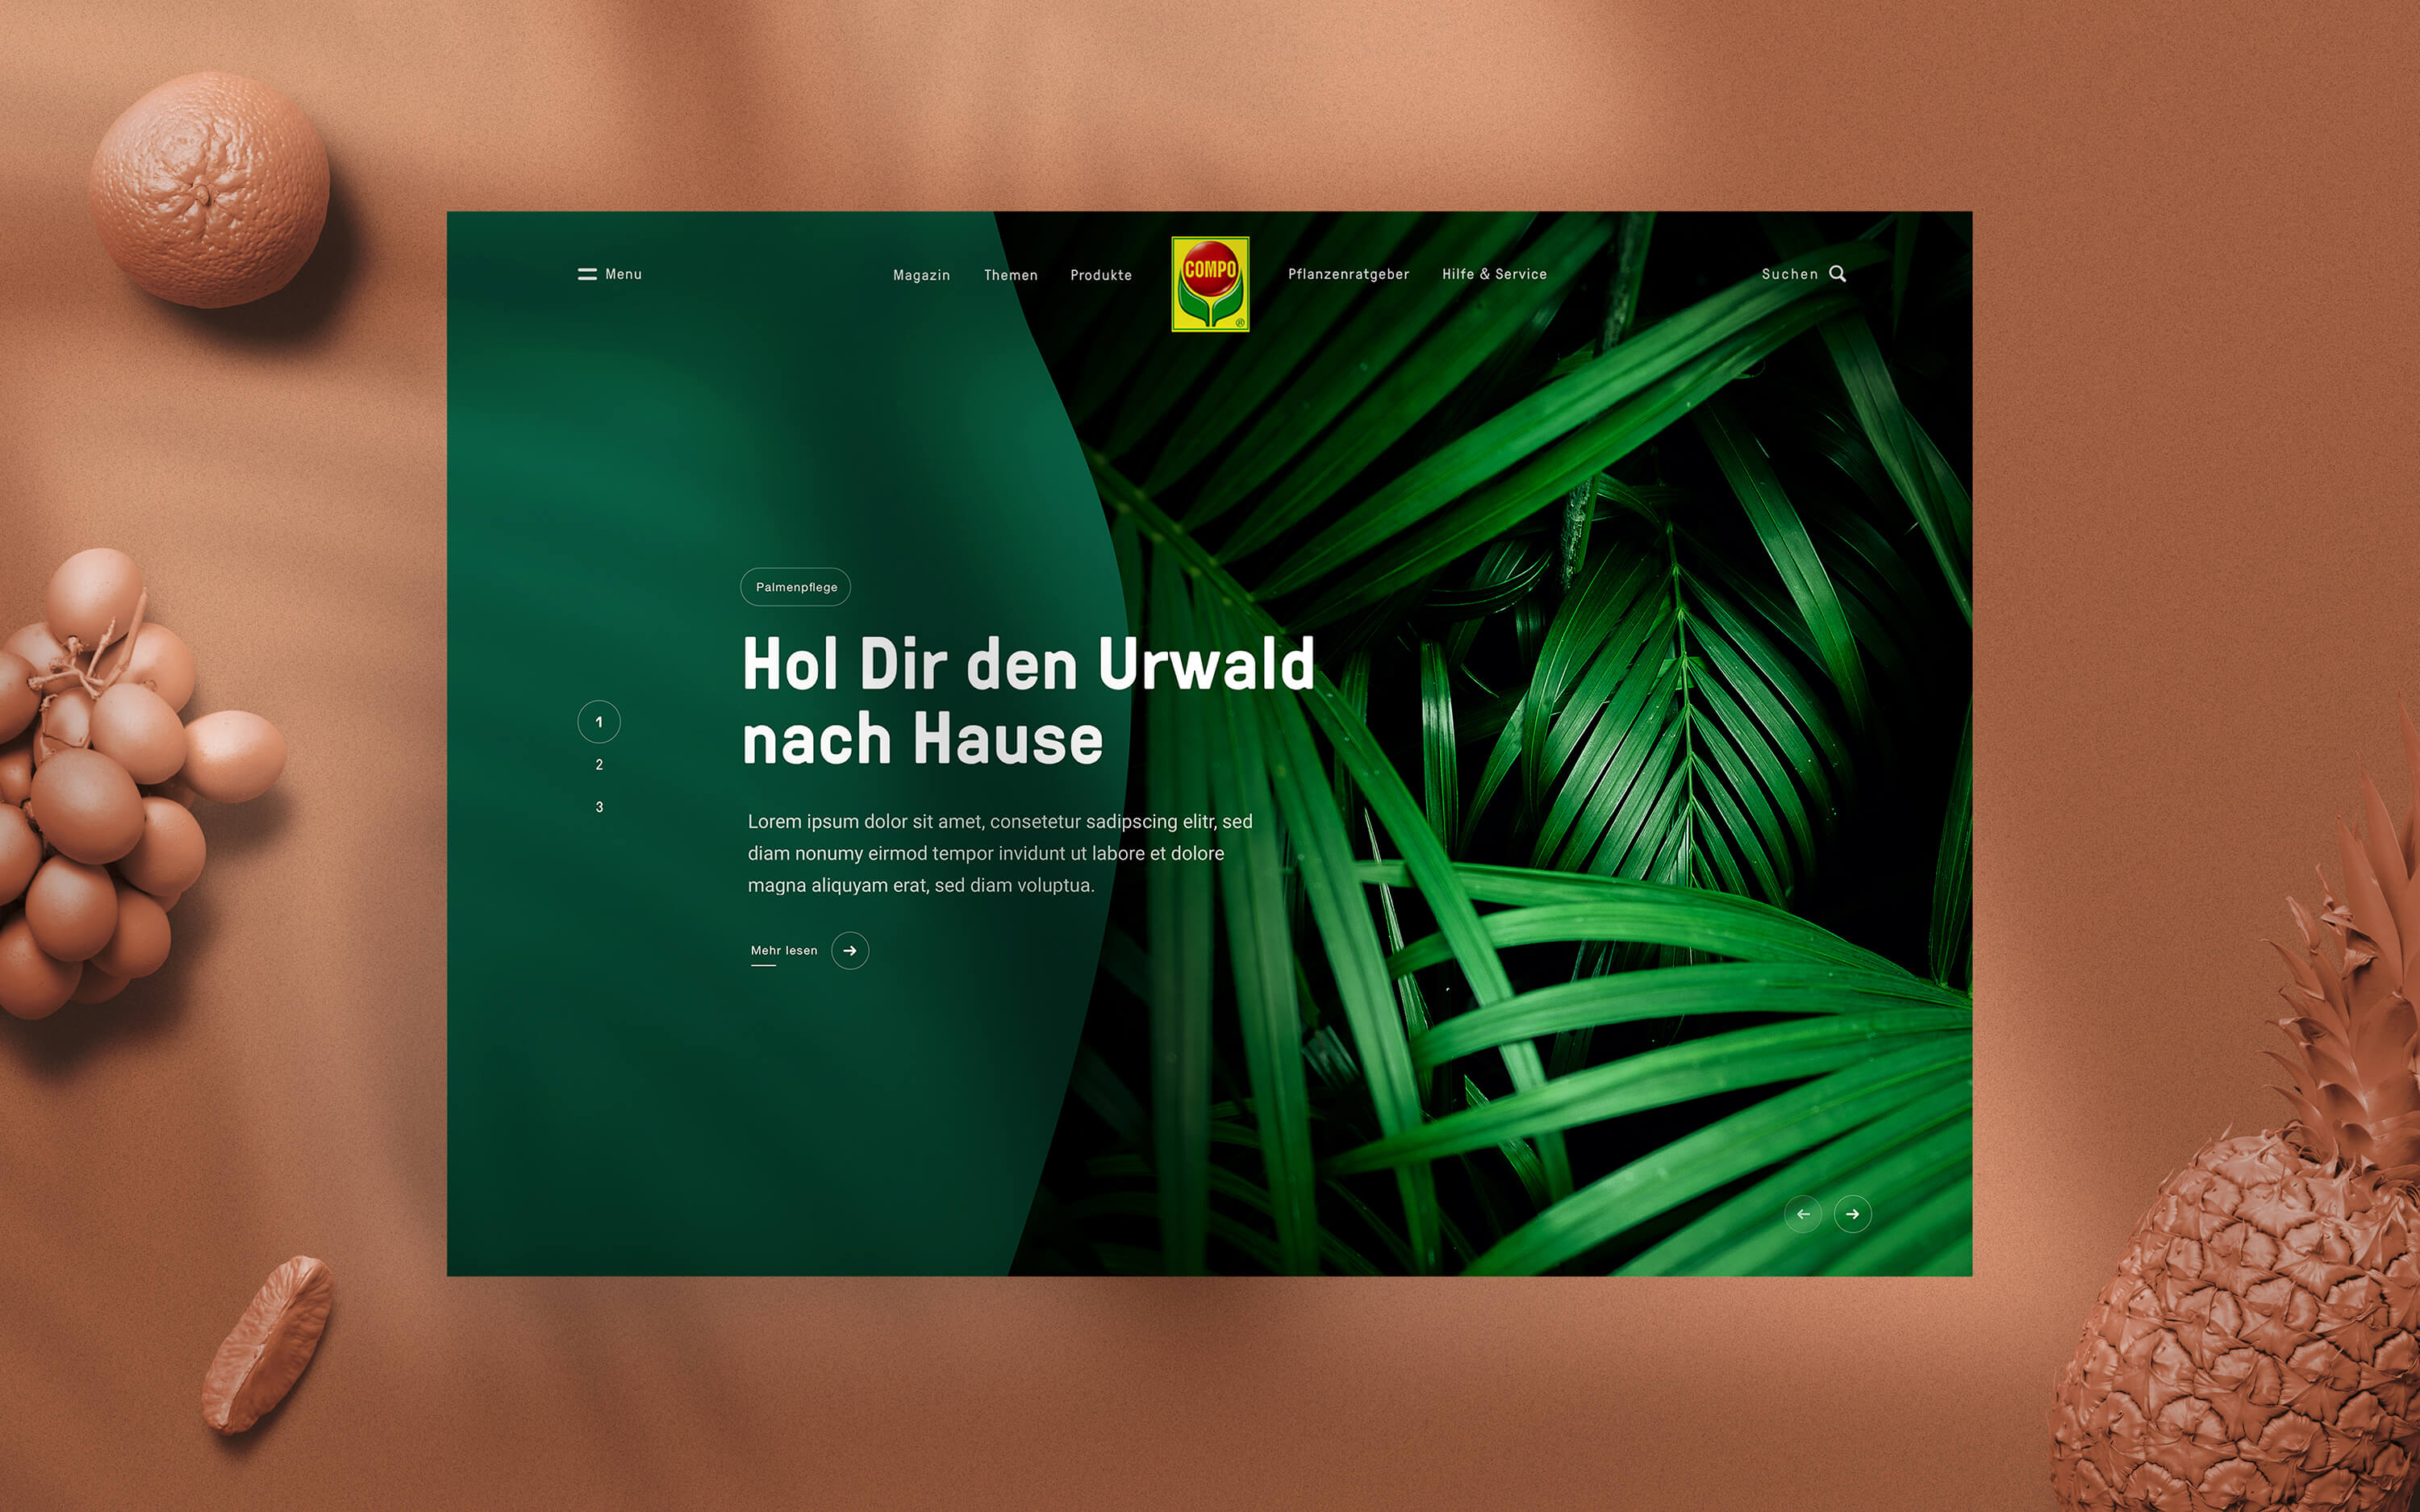 Menu
Magazin
Themen
Produkte
COMPO
®
Pflanzenratgeber
Hilfe & Service
Suchen
Palmenpflege
Hol Dir den Urwald
nach Hause
1
2
3
Lorem ipsum dolor sit amet, consetetur sadipscing elitr, sed
diam nonumy eirmod tempor invidunt ut labore et dolore
magna aliquyam erat, sed diam voluptua.
Mehr lesen